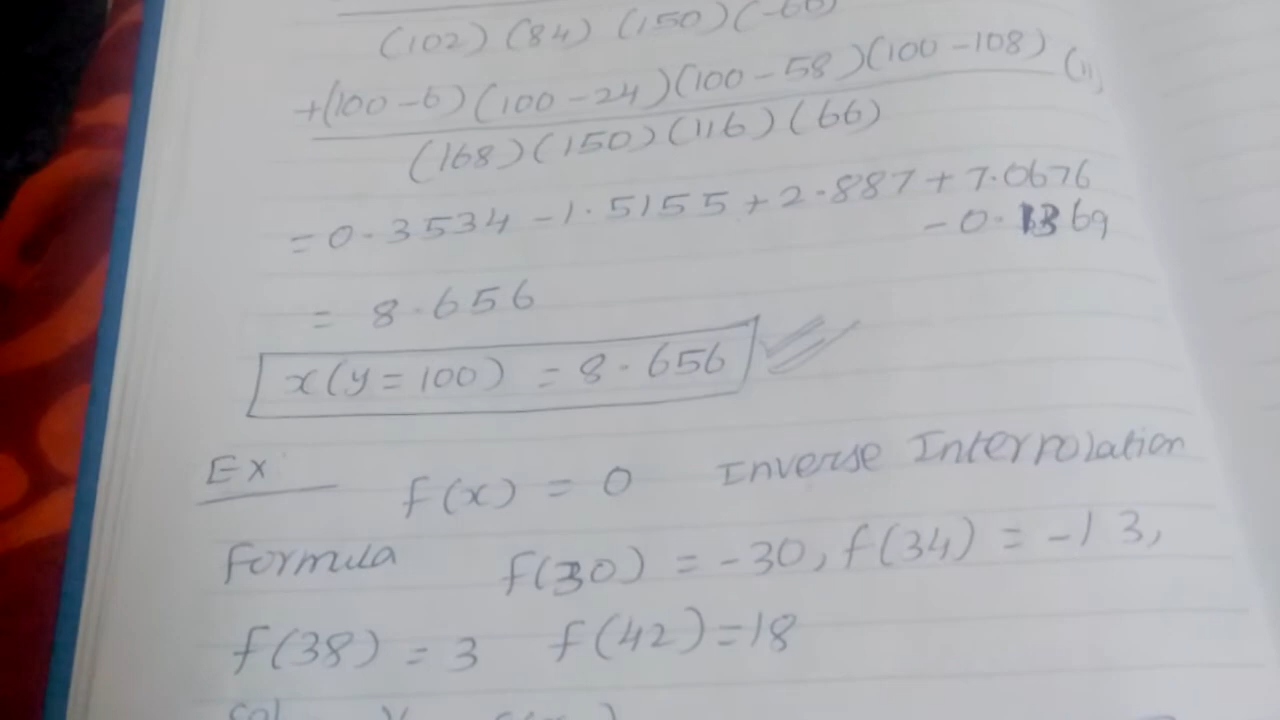 (102) (84) (150) (-66)
+(100-6)(100-24)(100-58)(100-108) (11)
(168)(150)(116)(66)
= 0.3534 - 1.5155 + 2.887 + 7.0676
- 0.1369
= 8.656
x(y=100) = 8.656
Ex f(x) = 0 Inverse Interpolation
Formula f(30) = -30, f(34) = -13,
f(38) = 3 f(42)=18